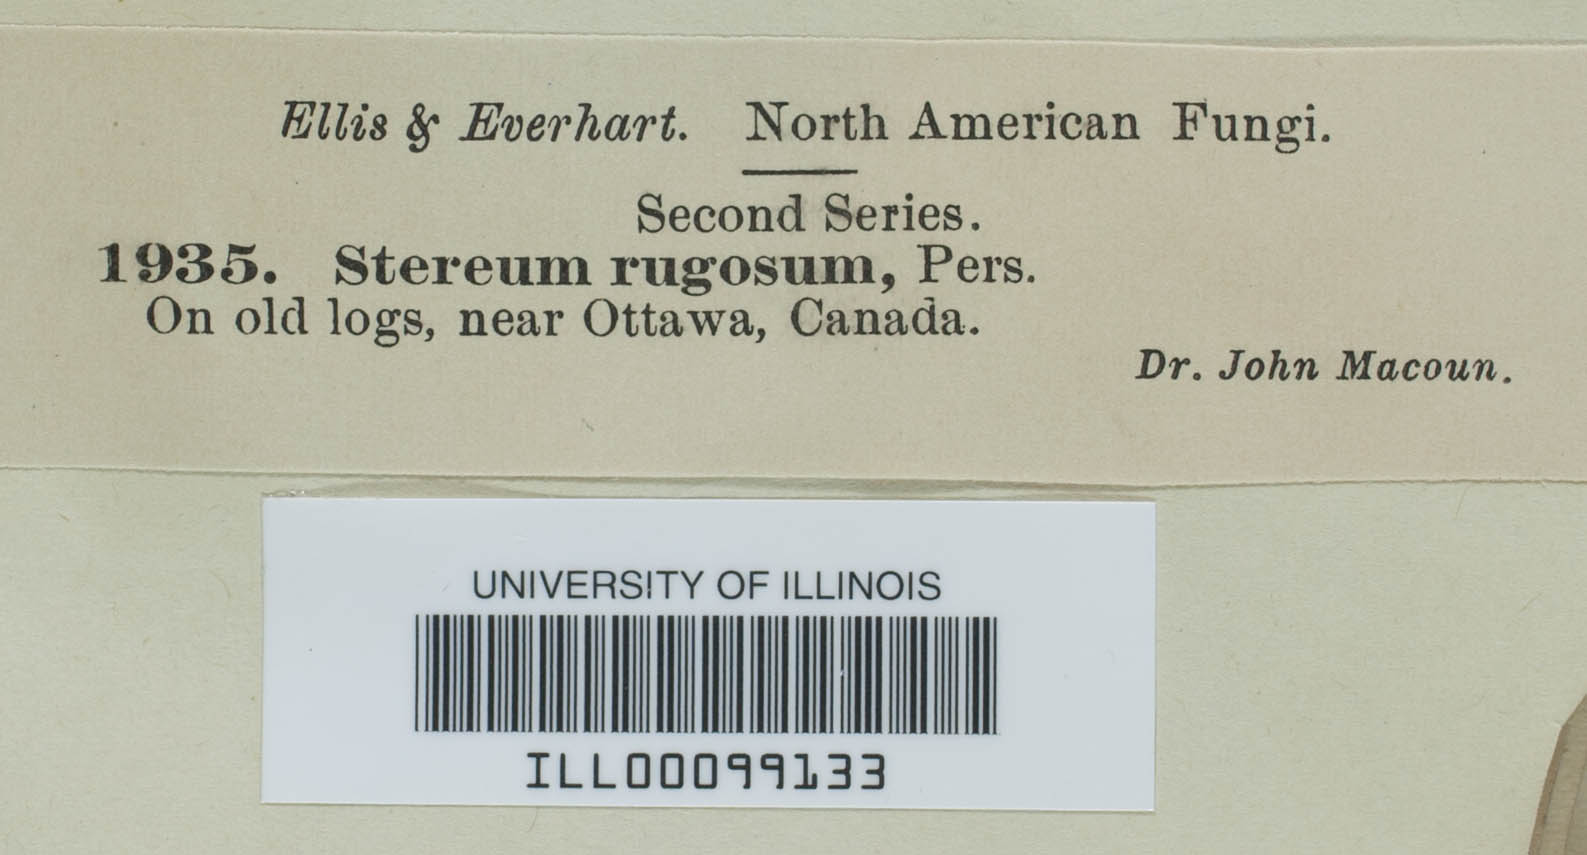 Ellis & Everhart. North American Fungi.
Second Series.
1935. Stereum rugosum, Pers.
On old logs, near Ottawa, Canada.
Dr. John Macoun.
UNIVERSITY OF ILLINOIS
ILL00099133